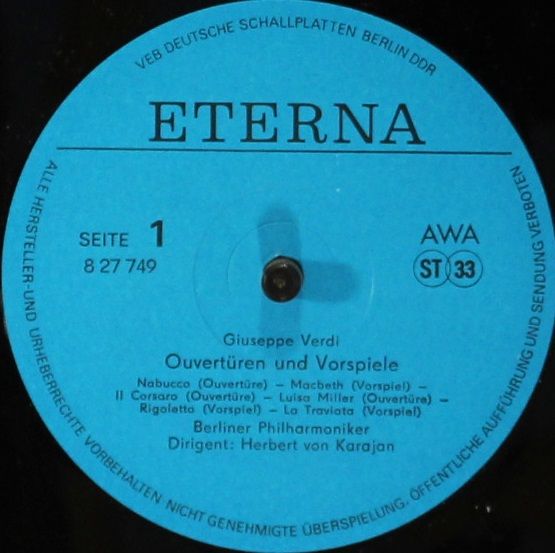 VEB DEUTSCHE SCHALLPLATTEN BERLIN DDR
ETERNA
SEITE 1
8 27 749
AWA
ST 33
Giuseppe Verdi
Ouvertüren und Vorspiele
Nabucco (Ouvertüre) – Macbeth (Vorspiel) –
Il Corsaro (Ouvertüre) – Luisa Miller (Ouvertüre) –
Rigoletto (Vorspiel) – La Traviata (Vorspiel)
Berliner Philharmoniker
Dirigent: Herbert von Karajan
ALLE HERSTELLER-UND URHEBERRECHTE VORBEHALTEN NICHT GENEHMIGTE ÜBERSPIELUNG, ÖFFENTLICHE AUFFÜHRUNG UND SENDUNG VERBOTEN